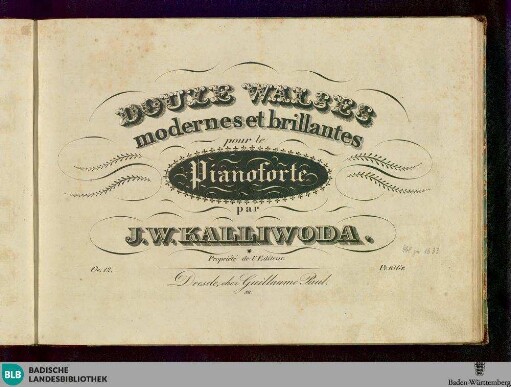 DOUZE WALSES
modernes et brillantes
pour le
Pianoforte
par
J. W. KALLIWODA.
Propriété de l'Editeur.
Oe. 12.
Dresde, chez Guillaume Paul.
BLB
BADISCHE
LANDESBIBLIOTHEK
Baden-Württemberg